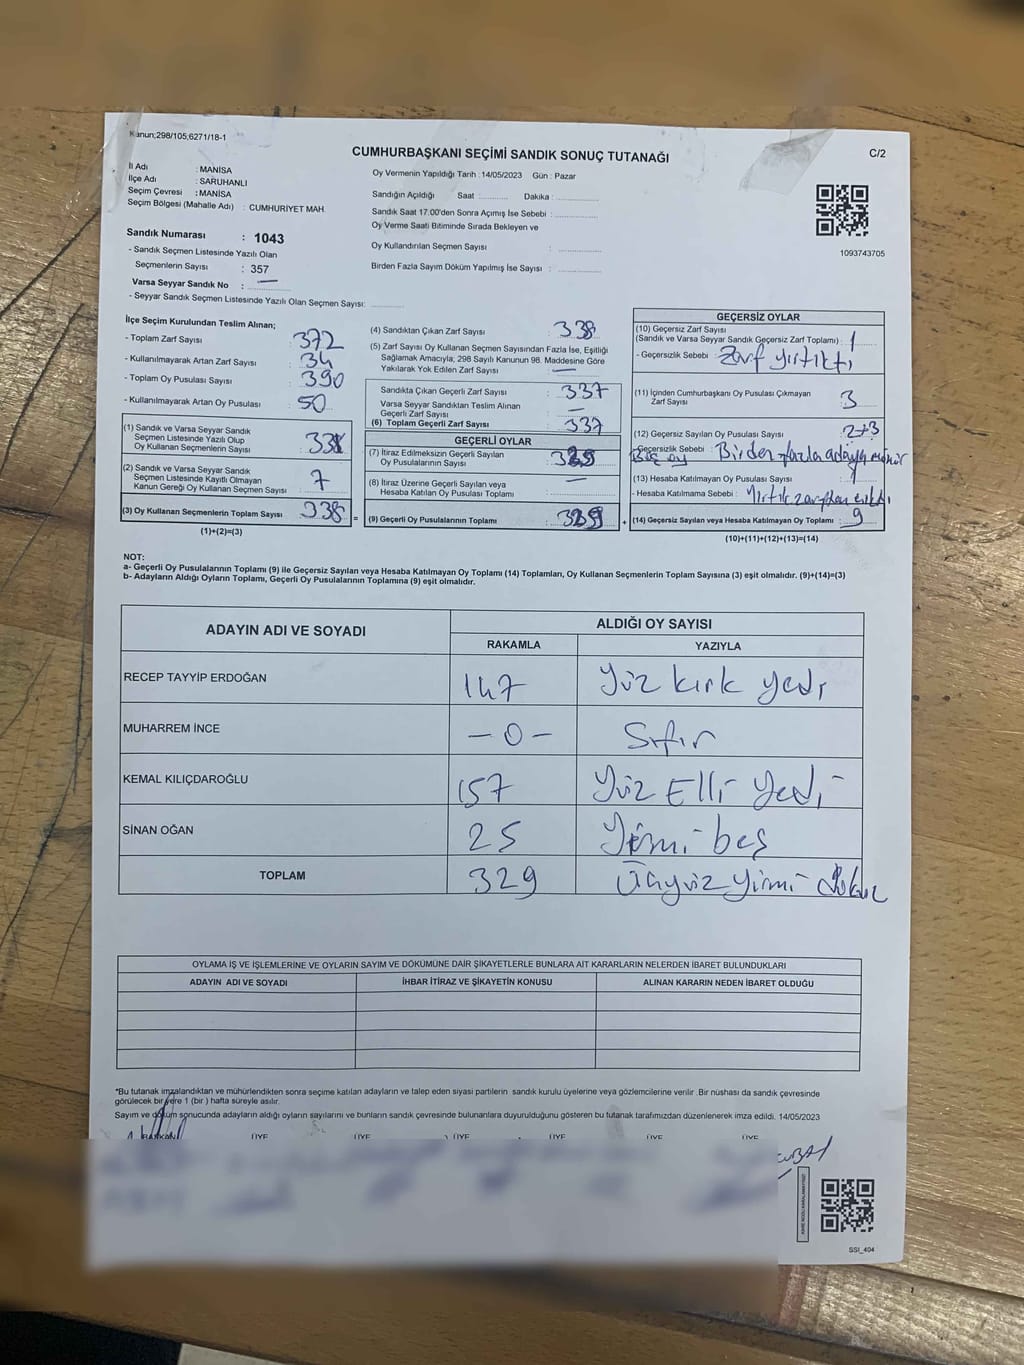 Kanun;298/105;6271/18-1
CUMHURBAŞKANI SEÇİMİ SANDIK SONUÇ TUTANAĞI
C/2
İl Adı : MANİSA
İlçe Adı : SARUHANLI
Seçim Çevresi : MANİSA
Seçim Bölgesi (Mahalle Adı) : CUMHURİYET MAH.
Sandık Numarası : 1043
- Sandık Seçmen Listesinde Yazılı Olan
Seçmenlerin Sayısı : 357
Varsa Seyyar Sandık No :
- Seyyar Sandık Seçmen Listesinde Yazılı Olan Seçmen Sayısı:
Oy Vermenin Yapıldığı Tarih :14/05/2023 Gün : Pazar
Sandığın Açıldığı Saat : Dakika :
Sandık Saat 17.00'den Sonra Açımış İse Sebebi :
Oy Verme Saati Bitiminde Sırada Bekleyen ve
Oy Kullandırılan Seçmen Sayısı :
Birden Fazla Sayım Döküm Yapılmış İse Sayısı :
1093743705
İlçe Seçim Kurulundan Teslim Alınan;
- Toplam Zarf Sayısı : 372
- Kullanılmayarak Artan Zarf Sayısı : 34
- Toplam Oy Pusulası Sayısı : 390
- Kullanılmayarak Artan Oy Pusulası : 50
(1) Sandık ve Varsa Seyyar Sandık
Seçmen Listesinde Yazılı Olup
Oy Kullanan Seçmenlerin Sayısı : 331
(2) Sandık ve Varsa Seyyar Sandık
Seçmen Listesinde Kayıtlı Olmayan
Kanun Gereği Oy Kullanan Seçmen Sayısı : 7
(3) Oy Kullanan Seçmenlerin Toplam Sayısı : 338 =
(1)+(2)=(3)
(4) Sandıktan Çıkan Zarf Sayısı : 338
(5) Zarf Sayısı Oy Kullanan Seçmen Sayısından Fazla İse, Eşitliği
Sağlamak Amacıyla; 298 Sayılı Kanunun 98. Maddesine Göre
Yakılarak Yok Edilen Zarf Sayısı : —
Sandıkta Çıkan Geçerli Zarf Sayısı : 337
Varsa Seyyar Sandıktan Teslim Alınan
Geçerli Zarf Sayısı : —
(6) Toplam Geçerli Zarf Sayısı : 337
GEÇERLİ OYLAR
(7) İtiraz Edilmeksizin Geçerli Sayılan
Oy Pusulalarının Sayısı : 329
(8) İtiraz Üzerine Geçerli Sayılan veya
Hesaba Katılan Oy Pusulası Toplamı : —
(9) Geçerli Oy Pusulalarının Toplamı : 329 +
GEÇERSİZ OYLAR
(10) Geçersiz Zarf Sayısı
(Sandık ve Varsa Seyyar Sandık Geçersiz Zarf Toplamı) : 1
- Geçersizlik Sebebi : Zarf yırtıktı
(11) İçinden Cumhurbaşkanı Oy Pusulası Çıkmayan
Zarf Sayısı : 3
(12) Geçersiz Sayılan Oy Pusulası Sayısı : 2+3
- Geçersizlik Sebebi : Boş oy Birden fazla adaya mühür
(13) Hesaba Katılmayan Oy Pusulası Sayısı :
- Hesaba Katılmama Sebebi : Yırtık zarftan çıktı
(14) Geçersiz Sayılan veya Hesaba Katılmayan Oy Toplamı : 9
(10)+(11)+(12)+(13)=(14)
NOT:
a- Geçerli Oy Pusulalarının Toplamı (9) ile Geçersiz Sayılan veya Hesaba Katılmayan Oy Toplamı (14) Toplamları, Oy Kullanan Seçmenlerin Toplam Sayısına (3) eşit olmalıdır. (9)+(14)=(3)
b- Adayların Aldığı Oyların Toplamı, Geçerli Oy Pusulalarının Toplamına (9) eşit olmalıdır.
ADAYIN ADI VE SOYADI ALDIĞI OY SAYISI
RAKAMLA YAZIYLA
RECEP TAYYİP ERDOĞAN 147 Yüz kırk yedi
MUHARREM İNCE — 0 — Sıfır
KEMAL KILIÇDAROĞLU 157 Yüz Elli Yedi
SİNAN OĞAN 25 Yirmi beş
TOPLAM 329 Üçyüz yirmi dokuz
OYLAMA İŞ VE İŞLEMLERİNE VE OYLARIN SAYIM VE DÖKÜMÜNE DAİR ŞİKAYETLERLE BUNLARA AİT KARARLARIN NELERDEN İBARET BULUNDUKLARI
ADAYIN ADI VE SOYADI İHBAR İTİRAZ VE ŞİKAYETİN KONUSU ALINAN KARARIN NEDEN İBARET OLDUĞU
*Bu tutanak imzalandıktan ve mühürlendikten sonra seçime katılan adayların ve talep eden siyasi partilerin sandık kurulu üyelerine veya gözlemcilerine verilir. Bir nüshası da sandık çevresinde
görülecek bir yere 1 (bir) hafta süreyle asılır.
Sayım ve döküm sonucunda adayların aldığı oyların sayılarını ve bunların sandık çevresinde bulunanlara duyurulduğunu gösteren bu tutanak tarafımızdan düzenlenerek imza edildi. 14/05/2023
BAŞKAN ÜYE ÜYE ÜYE ÜYE ÜYE ÜYE
SSI_404